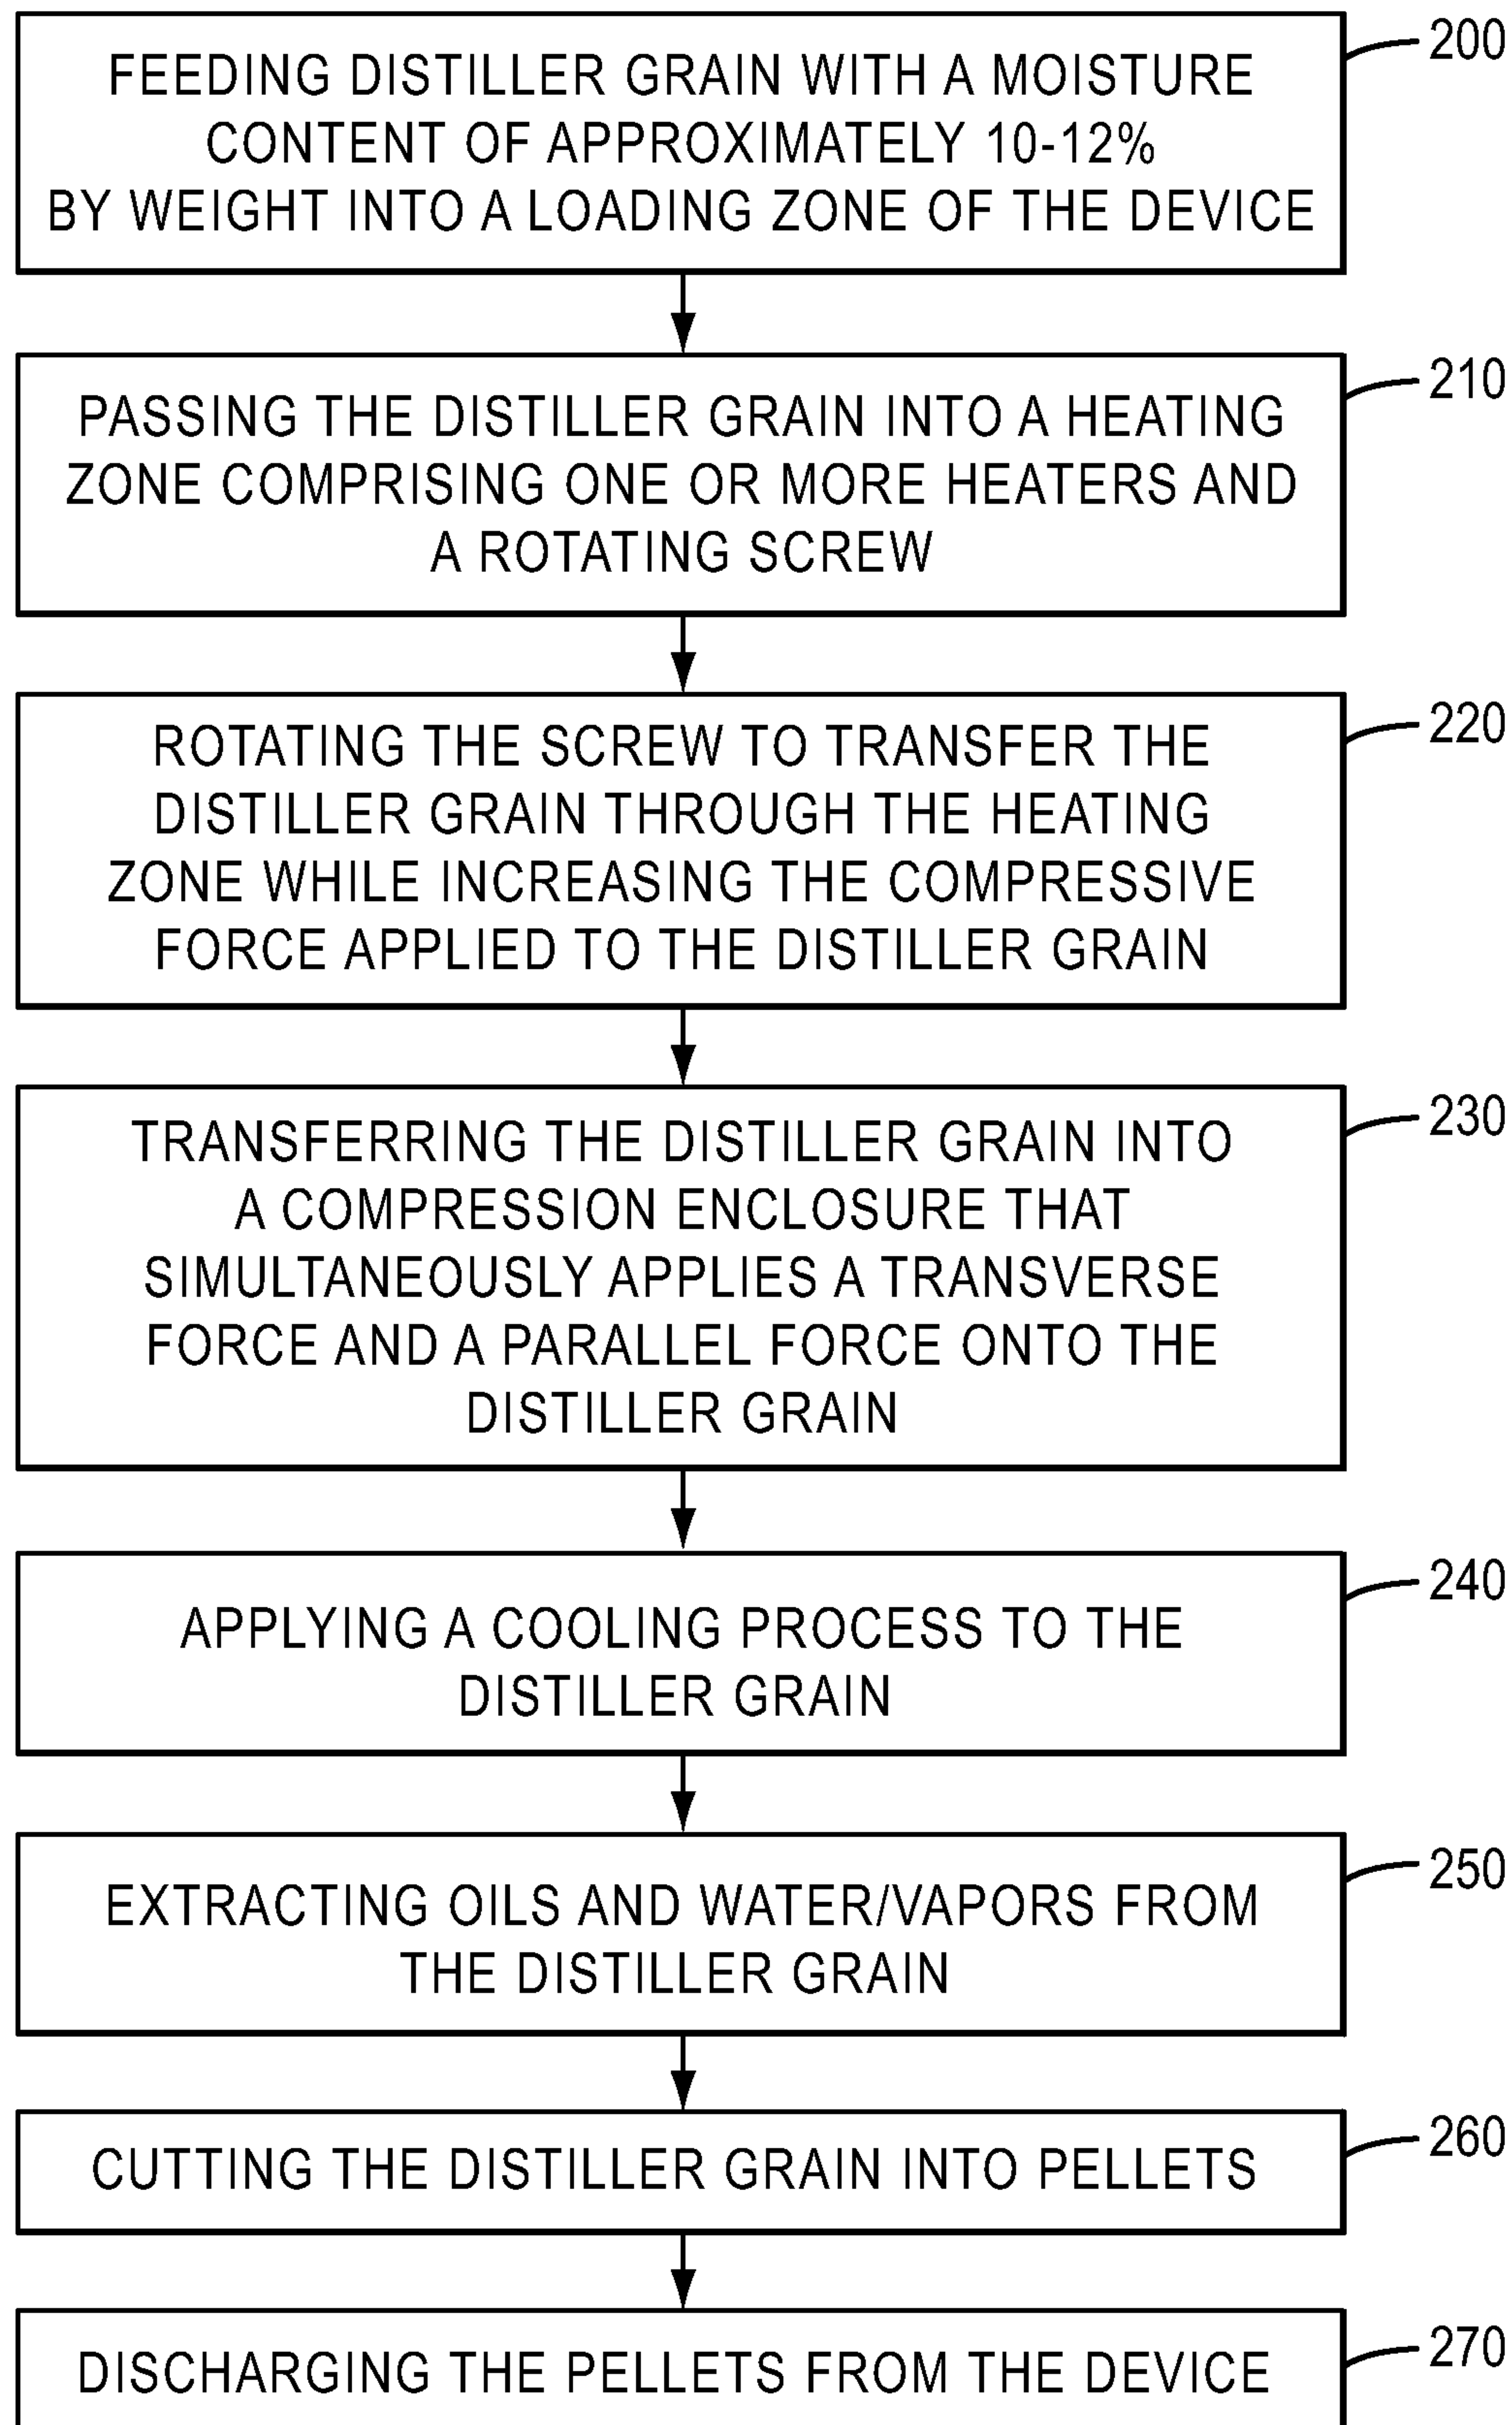 FEEDING DISTILLER GRAIN WITH A MOISTURE
CONTENT OF APPROXIMATELY 10-12%
BY WEIGHT INTO A LOADING ZONE OF THE DEVICE
200
PASSING THE DISTILLER GRAIN INTO A HEATING
ZONE COMPRISING ONE OR MORE HEATERS AND
A ROTATING SCREW
210
ROTATING THE SCREW TO TRANSFER THE
DISTILLER GRAIN THROUGH THE HEATING
ZONE WHILE INCREASING THE COMPRESSIVE
FORCE APPLIED TO THE DISTILLER GRAIN
220
TRANSFERRING THE DISTILLER GRAIN INTO
A COMPRESSION ENCLOSURE THAT
SIMULTANEOUSLY APPLIES A TRANSVERSE
FORCE AND A PARALLEL FORCE ONTO THE
DISTILLER GRAIN
230
APPLYING A COOLING PROCESS TO THE
DISTILLER GRAIN
240
EXTRACTING OILS AND WATER/VAPORS FROM
THE DISTILLER GRAIN
250
CUTTING THE DISTILLER GRAIN INTO PELLETS
260
DISCHARGING THE PELLETS FROM THE DEVICE
270